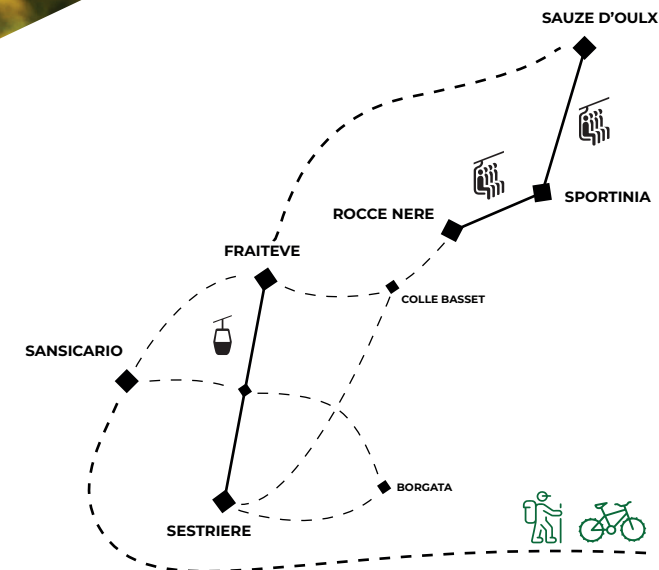 SAUZE D'OULX
SPORTINIA
ROCCE NERE
FRAITEVE
COLLE BASSET
SANSICARIO
BORGATA
SESTRIERE